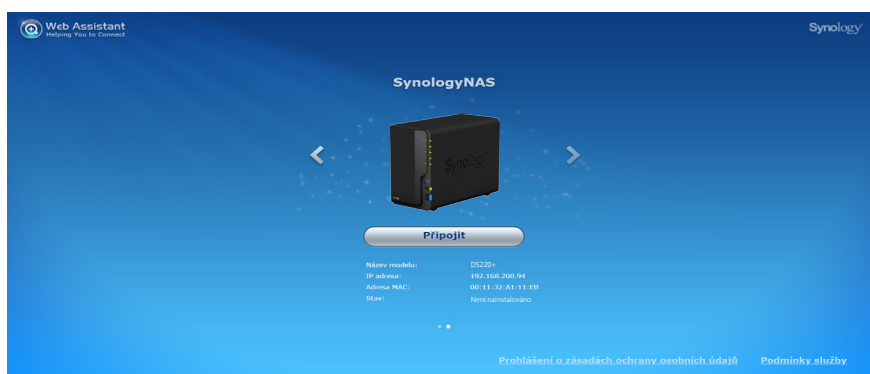 Web Assistant
Helping You to Connect
Synology
SynologyNAS
Synology
Připojit
Název modelu: DS220+
IP adresa: 192.168.200.94
Adresa MAC: 00:11:32:A1:11:EB
Stav: Není nainstalováno
Prohlášení o zásadách ochrany osobních údajů Podmínky služby